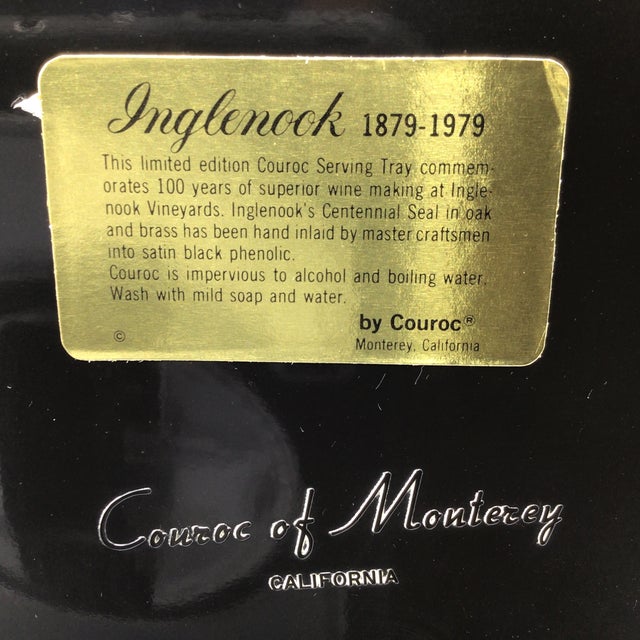 Inglenook 1879-1979
This limited edition Couroc Serving Tray commem-
orates 100 years of superior wine making at Ingle-
nook Vineyards. Inglenook's Centennial Seal in oak
and brass has been hand inlaid by master craftsmen
into satin black phenolic.
Couroc is impervious to alcohol and boiling water.
Wash with mild soap and water.
by Couroc®
© Monterey, California
Couroc of Monterey
CALIFORNIA